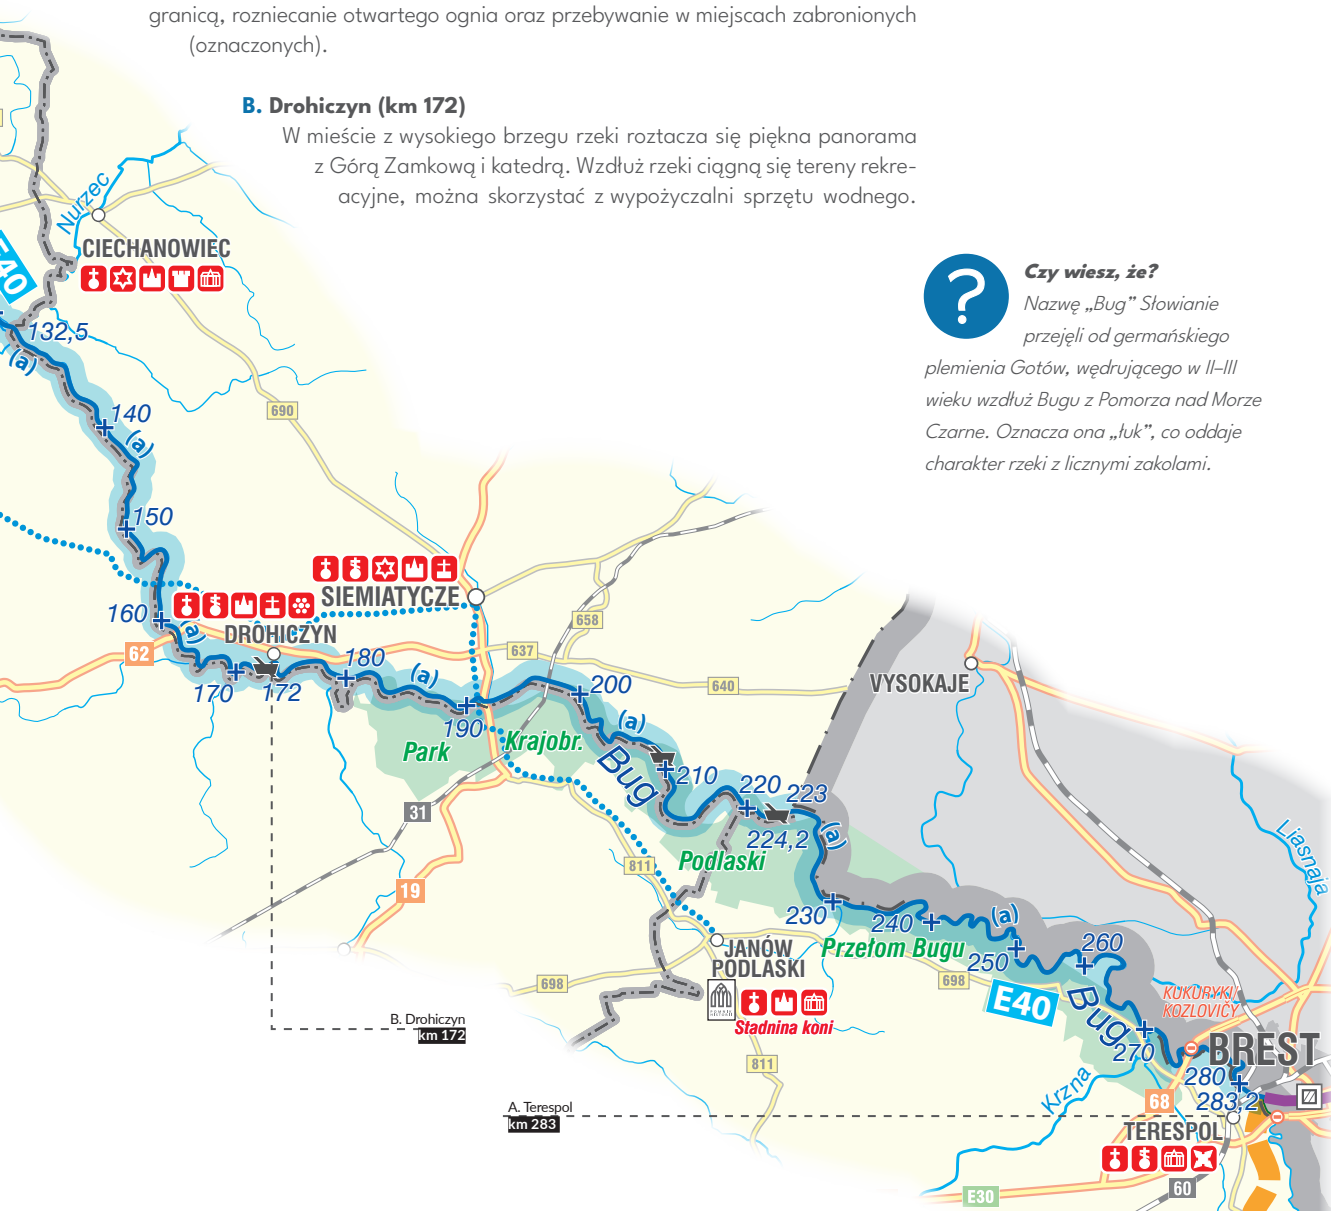 granicą, rozniecanie otwartego ognia oraz przebywanie w miejscach zabronionych
(oznaczonych).
B. Drohiczyn (km 172)
W mieście z wysokiego brzegu rzeki roztacza się piękna panorama
z Górą Zamkową i katedrą. Wzdłuż rzeki ciągną się tereny rekre-
acyjne, można skorzystać z wypożyczalni sprzętu wodnego.
?
Czy wiesz, że?
Nazwę „Bug” Słowianie
przejęli od germańskiego
plemienia Gotów, wędrującego w II–III
wieku wzdłuż Bugu z Pomorza nad Morze
Czarne. Oznacza ona „łuk”, co oddaje
charakter rzeki z licznymi zakolami.
Nurzec
CIECHANOWIEC
E40
132,5
(a)
690
140
(a)
150
SIEMIATYCZE
160
(a)
DROHICZYN
62
170
172
180
(a)
190
637
658
640
200
(a)
Park
Krajobr.
Bug
210
220
223
224,2
(a)
VYSOKAJE
31
19
811
Podlaski
230
240
(a)
250
260
Przełom Bugu
Liasnaja
JANÓW
PODLASKI
698
698
Stadnina koni
E40
Bug
KUKURYKI/
KOZLOVIČY
270
BREST
280
283,2
B. Drohiczyn
km 172
811
Krzna
68
A. Terespol
km 283
TERESPOL
E30
60